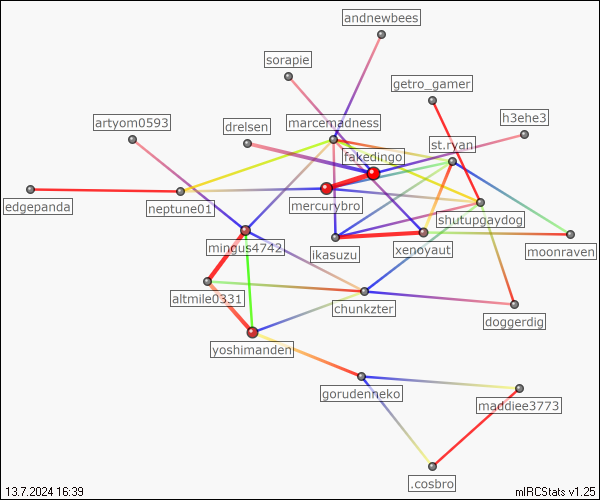 andnewbees
sorapie
getro_gamer
artyom0593
drelsen
marcemadness
h3ehe3
st.ryan
fakedingo
edgepanda
neptune01
mercurybro
shutupgaydog
mingus4742
ikasuzu
xenoyaut
moonraven
altmile0331
chunkzter
doggerdig
yoshimanden
gorudenneko
maddiee3773
.cosbro
13.7.2024 16:39
mIRCStats v1.25